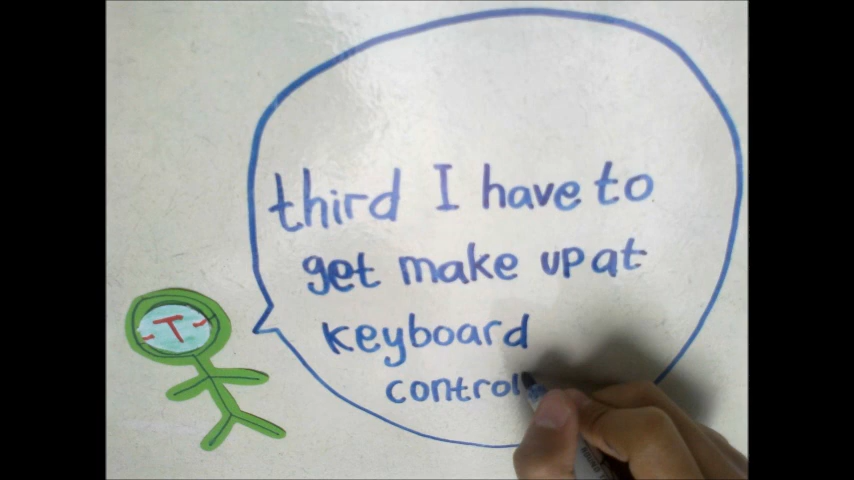 third I have to
get make up at
keyboard
control
T